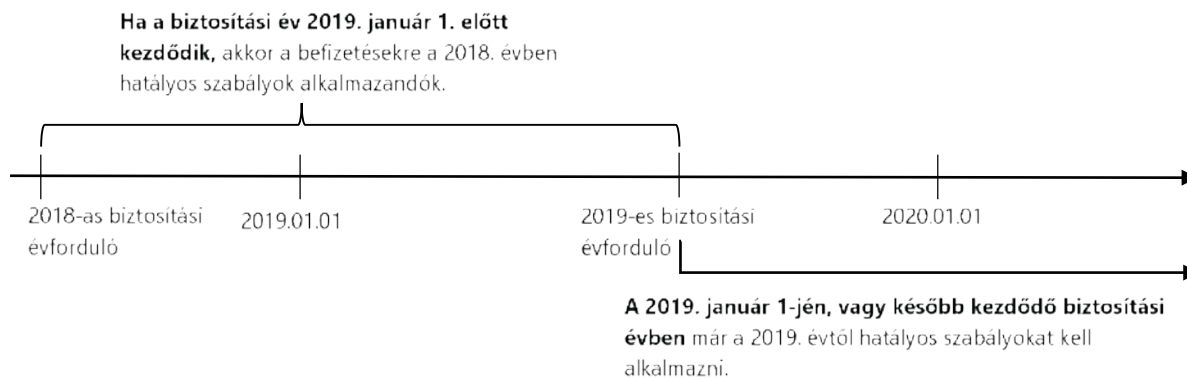 Ha a biztosítási év 2019. január 1. előtt
kezdődik, akkor a befizetésekre a 2018. évben
hatályos szabályok alkalmazandók.
2018-as biztosítási
évforduló
2019.01.01
2019-es biztosítási
évforduló
2020.01.01
A 2019. január 1-jén, vagy később kezdődő biztosítási
évben már a 2019. évtől hatályos szabályokat kell
alkalmazni.